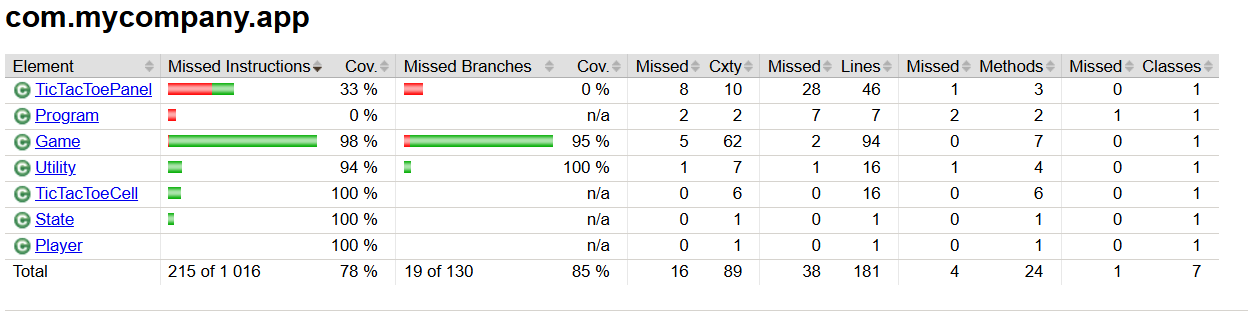 com.mycompany.app
Element Missed Instructions Cov. Missed Branches Cov. Missed Cxty Missed Lines Missed Methods Missed Classes
C TicTacToePanel 33 % 0 % 8 10 28 46 1 3 0 1
C Program 0 % n/a 2 2 7 7 2 2 1 1
C Game 98 % 95 % 5 62 2 94 0 7 0 1
C Utility 94 % 100 % 1 7 1 16 1 4 0 1
C TicTacToeCell 100 % n/a 0 6 0 16 0 6 0 1
C State 100 % n/a 0 1 0 1 0 1 0 1
C Player 100 % n/a 0 1 0 1 0 1 0 1
Total 215 of 1 016 78 % 19 of 130 85 % 16 89 38 181 4 24 1 7